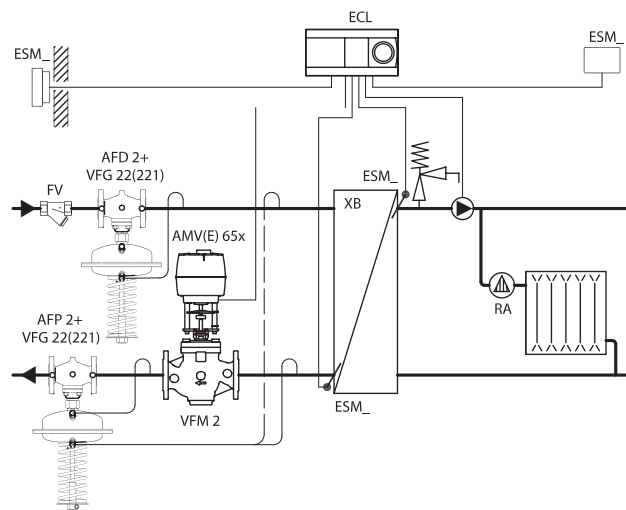 ECL
ESM_
ESM_
AFD 2+
VFG 22(221)
FV
ESM_
XB
AMV(E) 65x
RA
AFP 2+
VFG 22(221)
VFM 2
ESM_